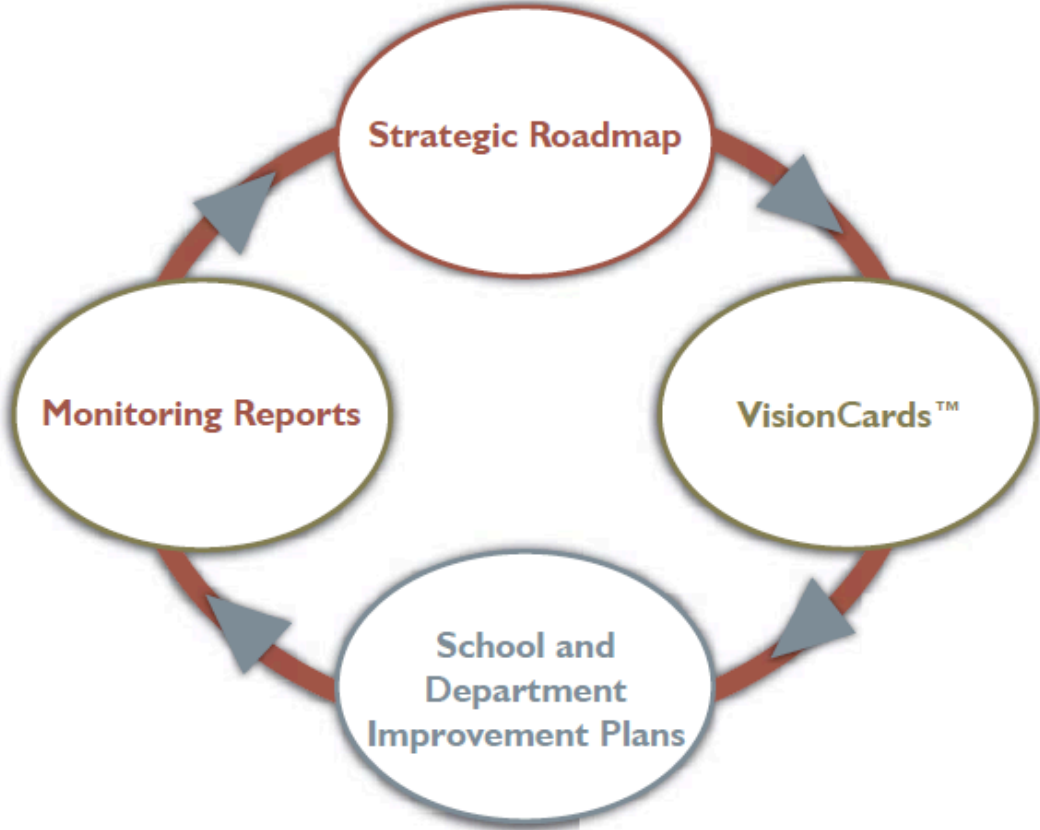 Strategic Roadmap
Monitoring Reports
VisionCards™
School and
Department
Improvement Plans